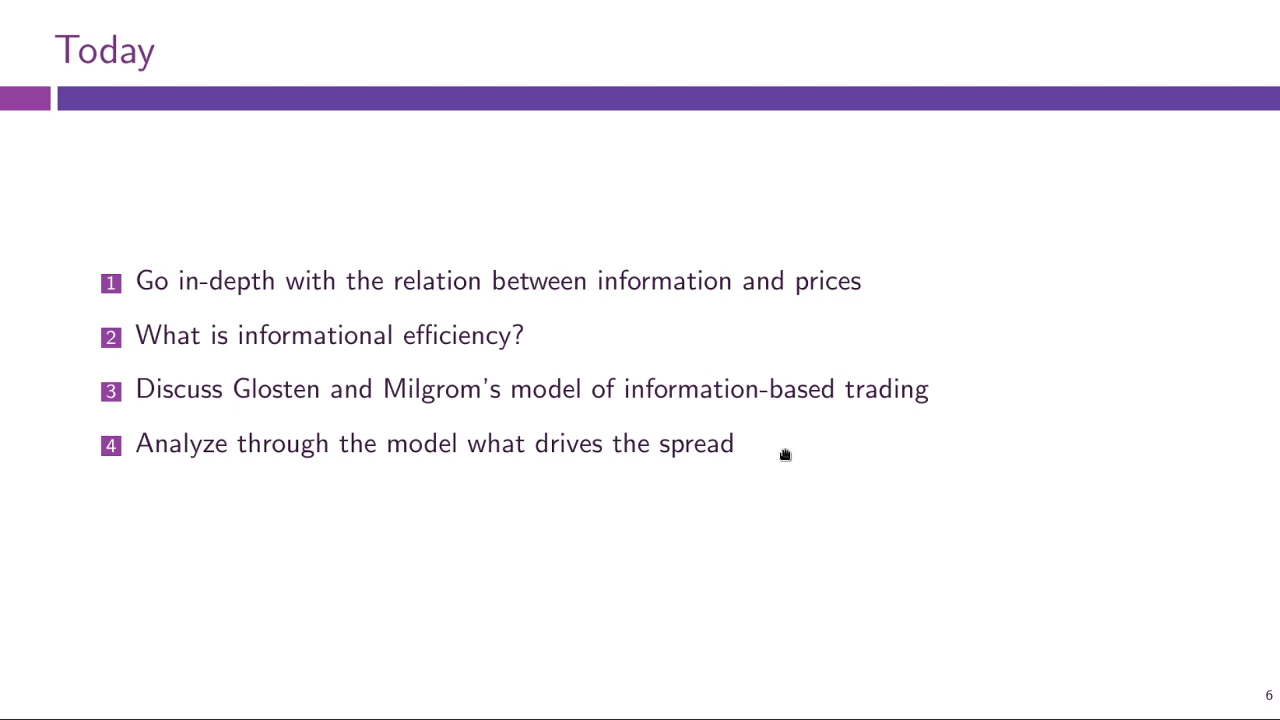 Today
1 Go in-depth with the relation between information and prices
2 What is informational efficiency?
3 Discuss Glosten and Milgrom's model of information-based trading
4 Analyze through the model what drives the spread
6